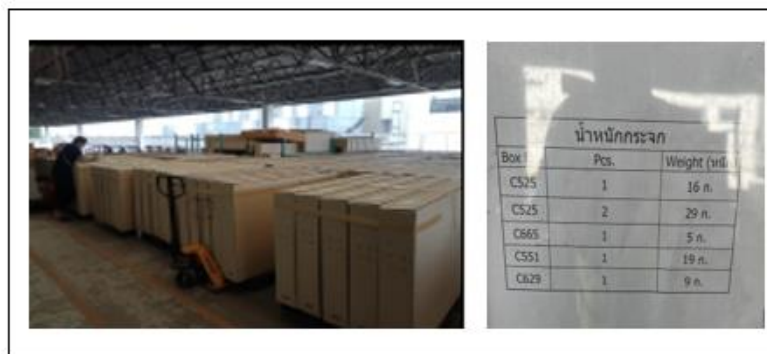 น้ำหนักกระจก
Box Pcs. Weight
C525 1 16 ก.
C525 2 29 ก.
C665 1 5 ก.
C551 1 19 ก.
C629 1 9 ก.